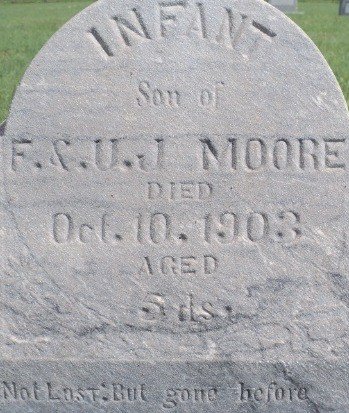 INFANT
Son of
F. & U. J MOORE
DIED
Oct. 10. 1903
AGED
5 ds.
Not Lost: But gone before